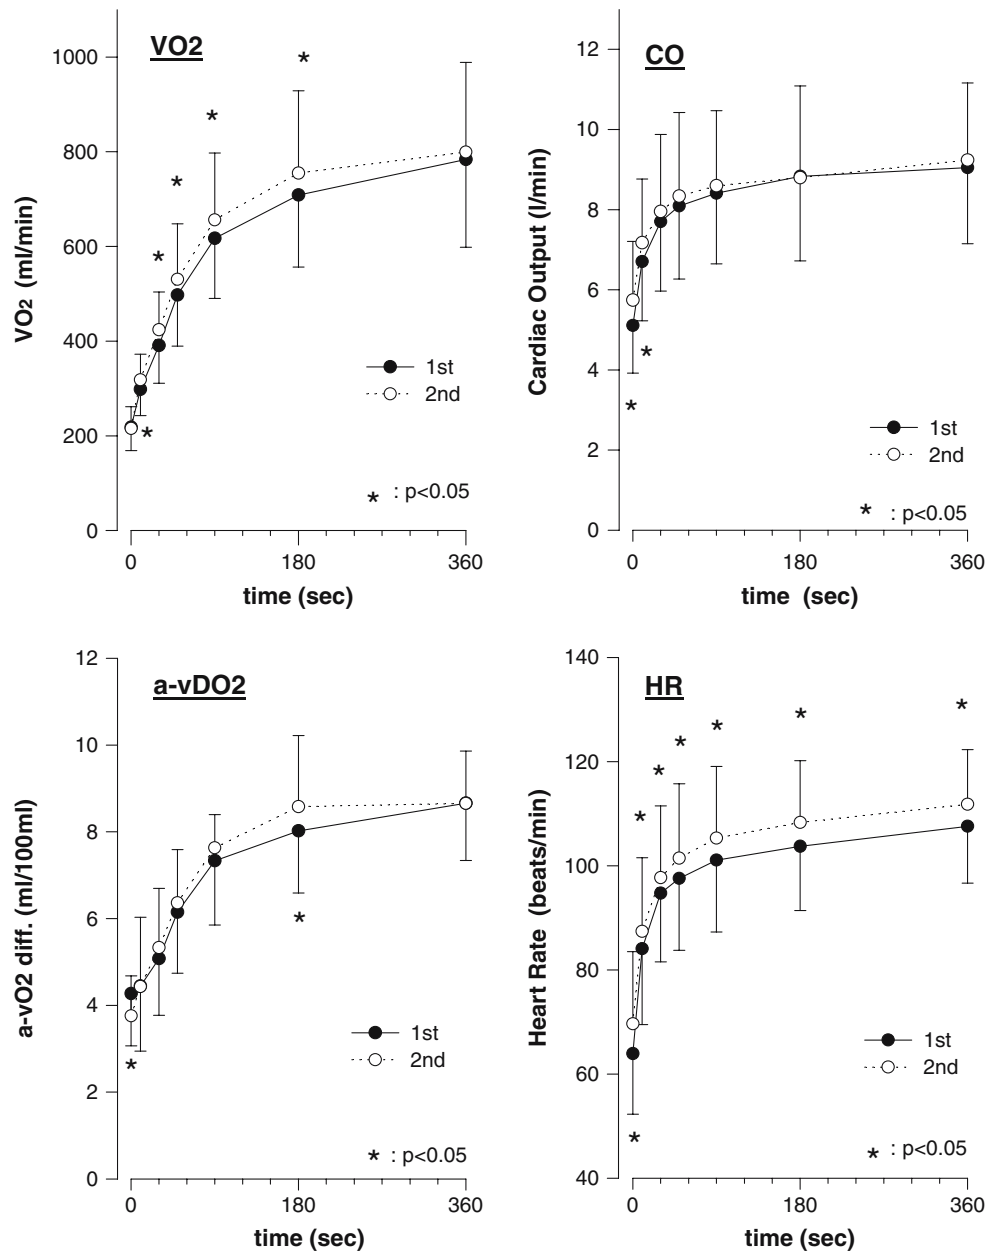 VO2
1000
800
600
400
200
0
VO2 (ml/min)
1st
2nd
* : p<0.05
0 180 360
time (sec)
CO
12
10
8
6
4
2
0
Cardiac Output (l/min)
1st
2nd
* : p<0.05
0 180 360
time (sec)
a-vDO2
12
10
8
6
4
2
0
a-vO2 diff. (ml/100ml)
1st
2nd
* : p<0.05
0 180 360
time (sec)
HR
140
120
100
80
60
40
Heart Rate (beats/min)
1st
2nd
* : p<0.05
0 180 360
time (sec)